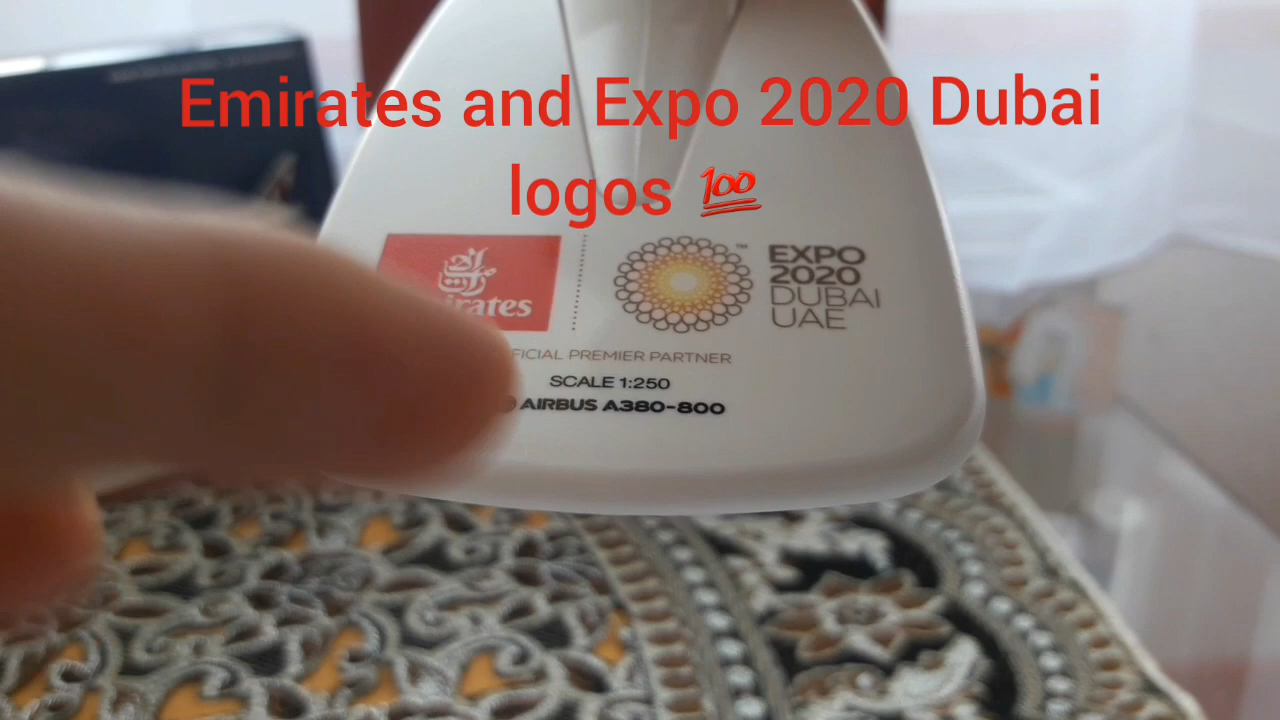 Emirates and Expo 2020 Dubai
logos 💯
rates
EXPO
2020
DUBAI
UAE
FICIAL PREMIER PARTNER
SCALE 1:250
AIRBUS A380-800